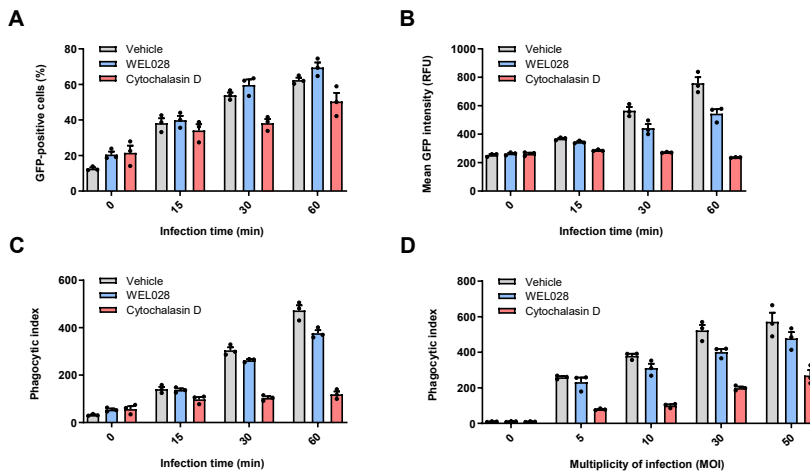 A
Vehicle
WEL028
Cytochalasin D
GFP-positive cells (%)
80
60
40
20
0
0
15
30
60
Infection time (min)
B
Vehicle
WEL028
Cytochalasin D
Mean GFP intensity (RFU)
1000
800
600
400
200
0
0
15
30
60
Infection time (min)
C
Vehicle
WEL028
Cytochalasin D
Phagocytic index
600
400
200
0
0
15
30
60
Infection time (min)
D
Vehicle
WEL028
Cytochalasin D
Phagocytic index
800
600
400
200
0
0
5
10
30
50
Multiplicity of infection (MOI)